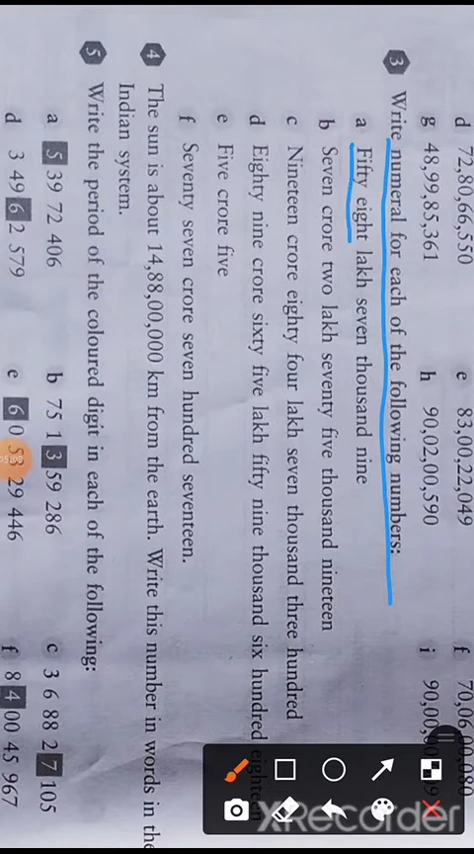 d 72,80,66,550 e 83,00,22,049 f
g 48,99,85,361 h 90,02,00,590 i
3 Write numeral for each of the following numbers:
a Fifty eight lakh seven thousand nine
b Seven crore two lakh seventy five thousand nineteen
c Nineteen crore eighty four lakh seven thousand three hundred
d Eighty nine crore sixty five lakh fifty nine thousand six hundred eighteen
e Five crore five
f Seventy seven crore seven hundred seventeen.
4 The sun is about 14,88,00,000 km from the earth. Write this number in words in the
Indian system.
5 Write the period of the coloured digit in each of the following:
a 5 39 72 406 b 75 1 3 59 286 c 3 6 88 2 7 105
d 3 49 6 2 579 e 6 0 53 29 446 f 8 4 00 45 967
XRecorder